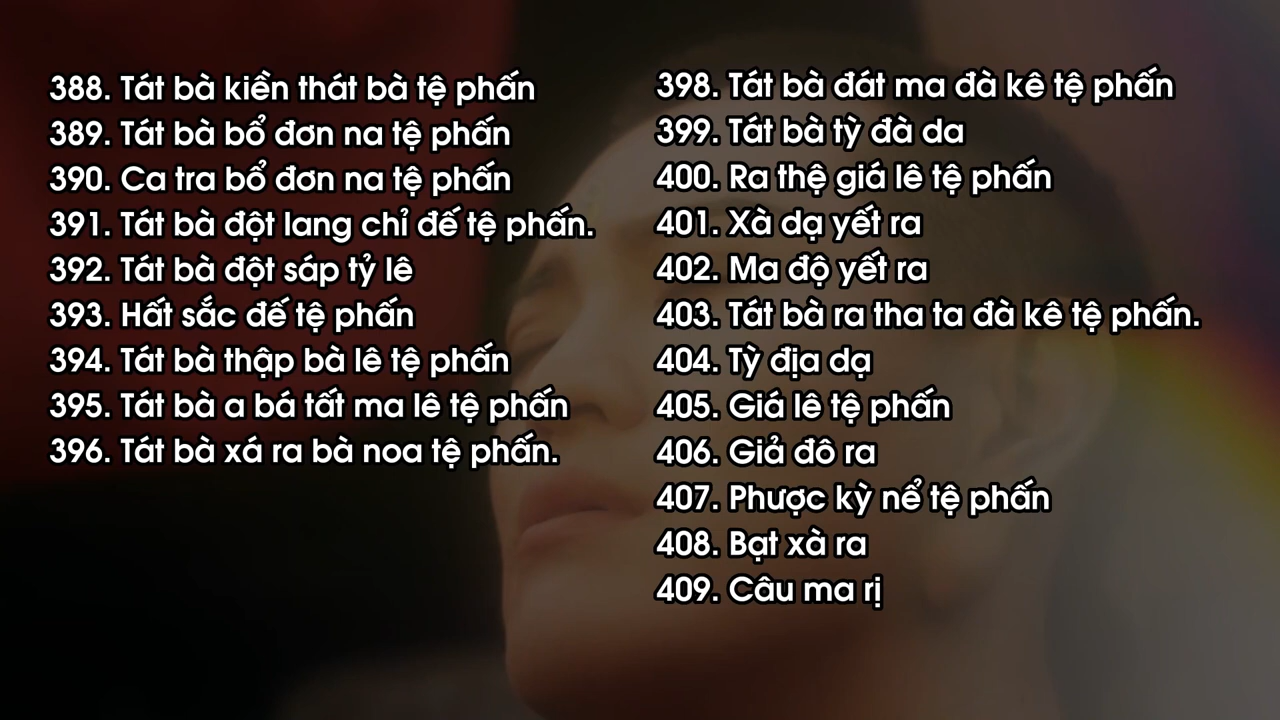 388. Tát bà kiền thát bà tệ phấn
389. Tát bà bổ đơn na tệ phấn
390. Ca tra bổ đơn na tệ phấn
391. Tát bà đột lang chỉ đế tệ phấn.
392. Tát bà đột sáp tỷ lê
393. Hất sắc đế tệ phấn
394. Tát bà thập bà lê tệ phấn
395. Tát bà a bá tất ma lê tệ phấn
396. Tát bà xá ra bà noa tệ phấn.
398. Tát bà đát ma đà kê tệ phấn
399. Tát bà tỳ đà da
400. Ra thệ giá lê tệ phấn
401. Xà dạ yết ra
402. Ma độ yết ra
403. Tát bà ra tha ta đà kê tệ phấn.
404. Tỳ địa dạ
405. Giá lê tệ phấn
406. Giả đô ra
407. Phược kỳ nể tệ phấn
408. Bạt xà ra
409. Câu ma rị